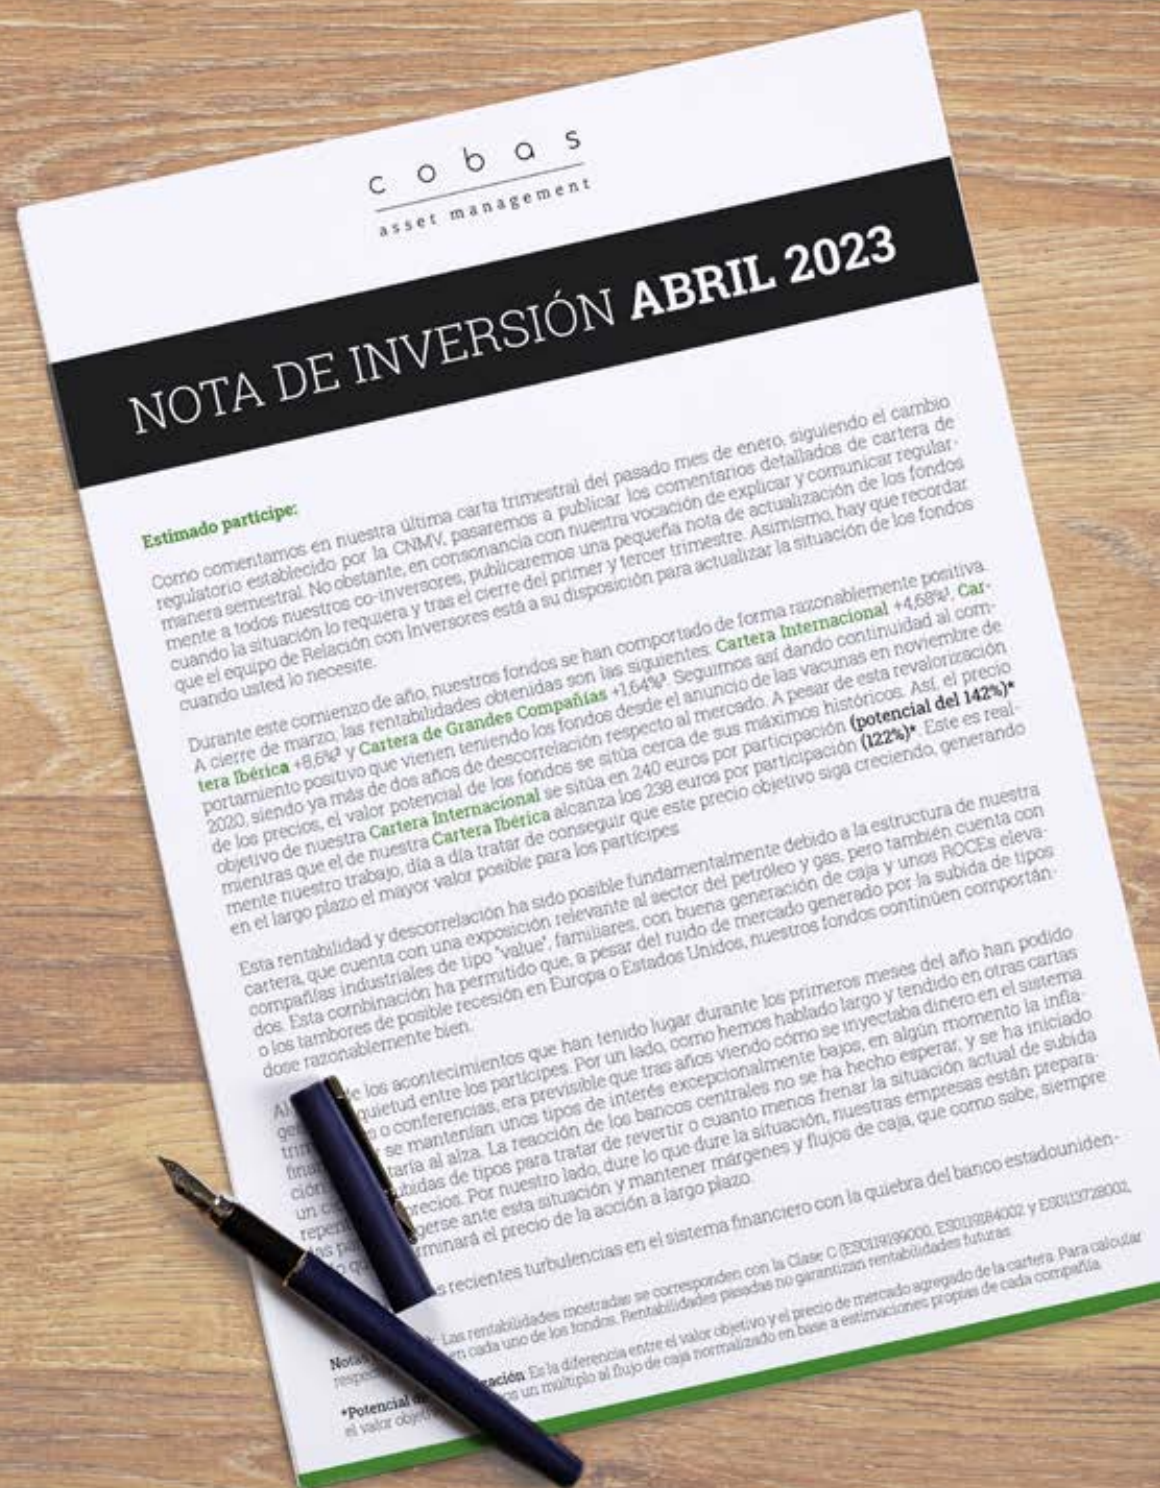 cobas
asset management
NOTA DE INVERSIÓN ABRIL 2023
Estimado partícipe:
Como comentamos en nuestra última carta trimestral del pasado mes de enero, siguiendo el cambio
regulatorio establecido por la CNMV, pasaremos a publicar los comentarios detallados de cartera de
manera semestral. No obstante, en consonancia con nuestra vocación de explicar y comunicar regular-
mente a todos nuestros co-inversores, publicaremos una pequeña nota de actualización de los fondos
cuando la situación lo requiera y tras el cierre del primer y tercer trimestre. Asimismo, hay que recordar
que el equipo de Relación con Inversores está a su disposición para actualizar la situación de los fondos
cuando usted lo necesite.
Durante este comienzo de año, nuestros fondos se han comportado de forma razonablemente positiva.
A cierre de marzo, las rentabilidades obtenidas son las siguientes: Cartera Internacional +4,58%¹, Car-
tera Ibérica +8,6%² y Cartera de Grandes Compañías +1,64%³. Seguimos así dando continuidad al com-
portamiento positivo que vienen teniendo los fondos desde el anuncio de las vacunas en noviembre de
2020, siendo ya más de dos años de descorrelación respecto al mercado. A pesar de esta revalorización
de los precios, el valor potencial de los fondos se sitúa cerca de sus máximos históricos. Así, el precio
objetivo de nuestra Cartera Internacional se sitúa en 240 euros por participación (potencial del 142%)*
mientras que el de nuestra Cartera Ibérica alcanza los 238 euros por participación (122%)*. Este es real-
mente nuestro trabajo, día a día tratar de conseguir que este precio objetivo siga creciendo, generando
en el largo plazo el mayor valor posible para los partícipes.
Esta rentabilidad y descorrelación ha sido posible fundamentalmente debido a la estructura de nuestra
cartera, que cuenta con una exposición relevante al sector del petróleo y gas, pero también cuenta con
compañías industriales de tipo "value", familiares, con buena generación de caja y unos ROCEs eleva-
dos. Esta combinación ha permitido que, a pesar del ruido de mercado generado por la subida de tipos
o los tambores de posible recesión en Europa o Estados Unidos, nuestros fondos continúen comportán-
dose razonablemente bien.
los acontecimientos que han tenido lugar durante los primeros meses del año han podido
quietud entre los partícipes. Por un lado, como hemos hablado largo y tendido en otras cartas
o conferencias, era previsible que tras años viendo cómo se inyectaba dinero en el sistema
se mantenían unos tipos de interés excepcionalmente bajos, en algún momento la infla-
taría al alza. La reacción de los bancos centrales no se ha hecho esperar, y se ha iniciado
bidas de tipos para tratar de revertir o cuanto menos frenar la situación actual de subida
precios. Por nuestro lado, dure lo que dure la situación, nuestras empresas están prepara-
gerse ante esta situación y mantener márgenes y flujos de caja, que como sabe, siempre
rminará el precio de la acción a largo plazo.
s recientes turbulencias en el sistema financiero con la quiebra del banco estadouniden-
Las rentabilidades mostradas se corresponden con la Clase C (ES0119199000, ES0119184002 y ES0113728002,
en cada uno de los fondos. Rentabilidades pasadas no garantizan rentabilidades futuras.
*Potencial de ación: Es la diferencia entre el valor objetivo y el precio de mercado agregado de la cartera. Para calcular
el valor objeti os un múltiplo al flujo de caja normalizado en base a estimaciones propias de cada compañía.